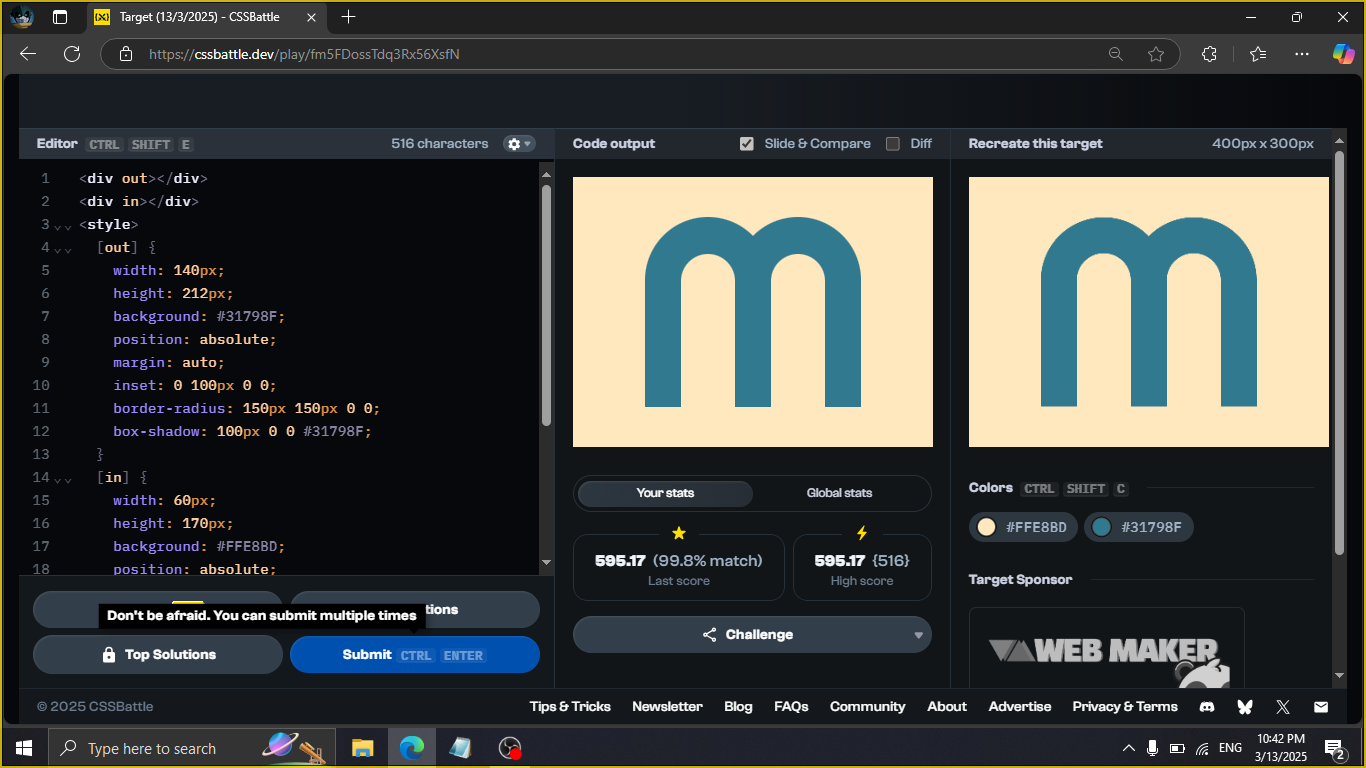 Target (13/3/2025) - CSSBattle
https://cssbattle.dev/play/fm5FDossTdq3Rx56XsfN
Editor CTRL SHIFT E 516 characters
Code output Slide & Compare Diff
Recreate this target 400px x 300px
1 <div out></div>
2 <div in></div>
3 <style>
4 [out] {
5 width: 140px;
6 height: 212px;
7 background: #31798F;
8 position: absolute;
9 margin: auto;
10 inset: 0 100px 0 0;
11 border-radius: 150px 150px 0 0;
12 box-shadow: 100px 0 0 #31798F;
13 }
14 [in] {
15 width: 60px;
16 height: 170px;
17 background: #FFE8BD;
18 position: absolute;
Your stats Global stats
595.17 (99.8% match)
Last score
595.17 {516}
High score
Challenge
Colors CTRL SHIFT C
#FFE8BD #31798F
Target Sponsor
WEB MAKER
Don't be afraid. You can submit multiple times
Top Solutions
Submit CTRL ENTER
© 2025 CSSBattle
Tips & Tricks Newsletter Blog FAQs Community About Advertise Privacy & Terms
Type here to search
ENG
10:42 PM
3/13/2025
2